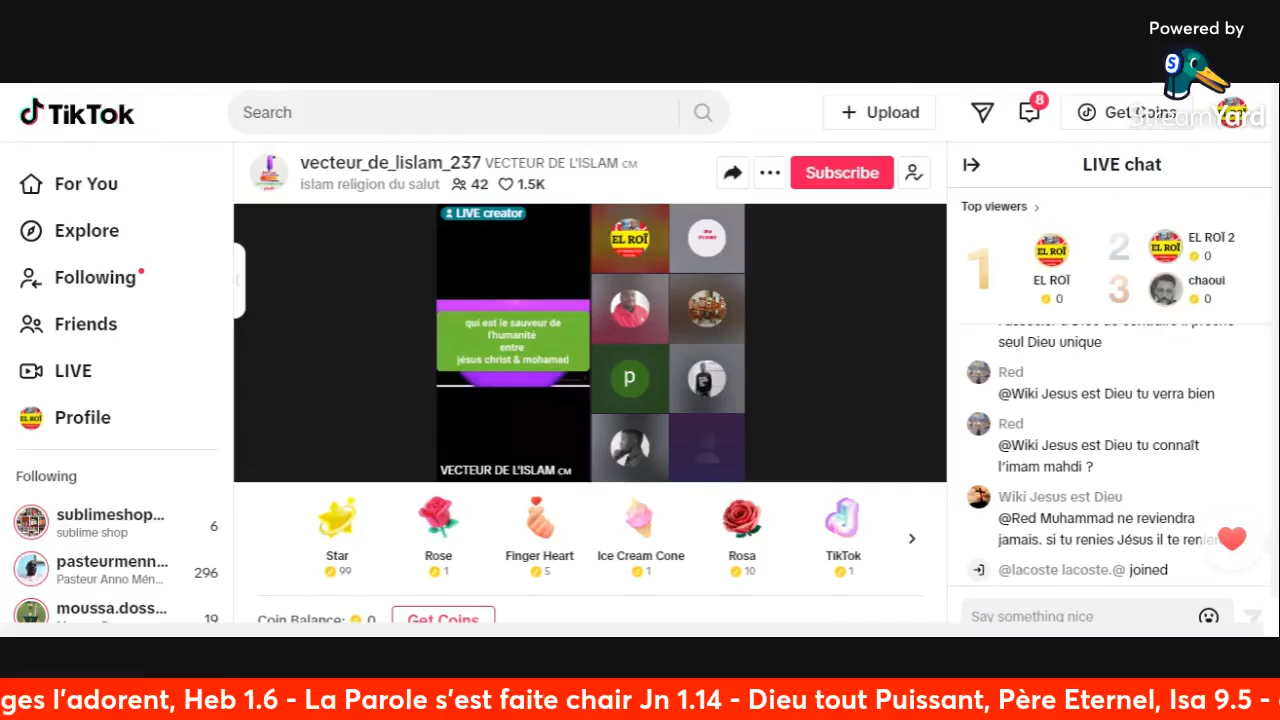 Powered by
StreamYard
TikTok
Search
Upload
8
Get Coins
For You
Explore
Following
Friends
LIVE
Profile
Following
sublimeshop...
sublime shop
6
pasteurmenn...
Pasteur Anno Mén...
296
moussa.doss...
19
vecteur_de_lislam_237 VECTEUR DE L'ISLAM CM
islam religion du salut 42 1.5K
Subscribe
LIVE creator
qui est le sauveur de
l'humanité
entre
jésus christ & mohamad
VECTEUR DE L'ISLAM CM
EL ROÏ
p
Star
99
Rose
1
Finger Heart
5
Ice Cream Cone
1
Rosa
10
TikTok
1
Coin Balance: 0
Get Coins
LIVE chat
Top viewers
1
EL ROÏ
0
2
EL ROÏ 2
0
3
chaoui
0
seul Dieu unique
Red
@Wiki Jesus est Dieu tu verra bien
Red
@Wiki Jesus est Dieu tu connaît
l'imam mahdi ?
Wiki Jesus est Dieu
@Red Muhammad ne reviendra
jamais. si tu renies Jésus il te
@lacoste lacoste.@ joined
Say something nice
ges l'adorent, Heb 1.6 - La Parole s'est faite chair Jn 1.14 - Dieu tout Puissant, Père Eternel, Isa 9.5 -